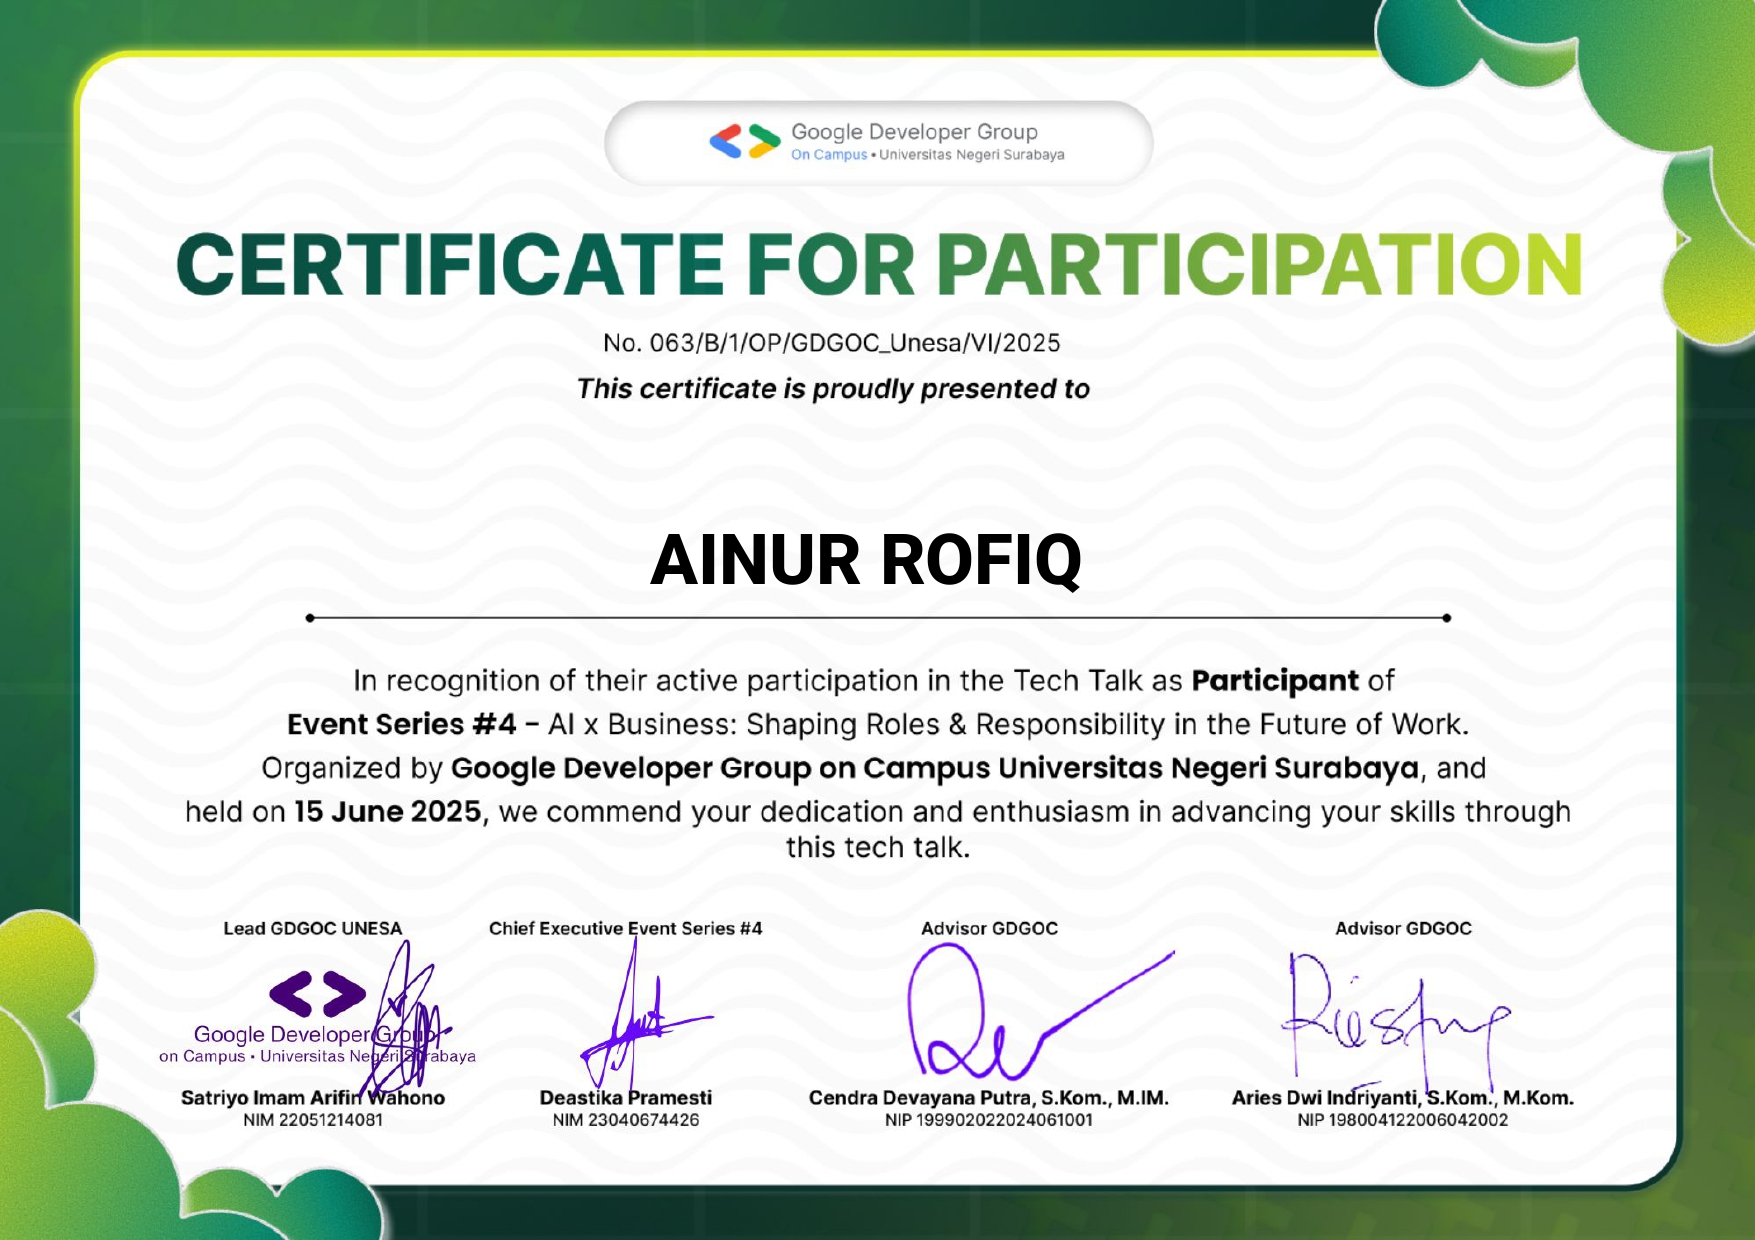 Google Developer Group
On Campus • Universitas Negeri Surabaya
CERTIFICATE FOR PARTICIPATION
No. 063/B/1/OP/GDGOC_Unesa/VI/2025
This certificate is proudly presented to
AINUR ROFIQ
In recognition of their active participation in the Tech Talk as Participant of
Event Series #4 – AI x Business: Shaping Roles & Responsibility in the Future of Work.
Organized by Google Developer Group on Campus Universitas Negeri Surabaya, and
held on 15 June 2025, we commend your dedication and enthusiasm in advancing your skills through
this tech talk.
Lead GDGOC UNESA
Google Developer Group
on Campus • Universitas Negeri Surabaya
Satriyo Imam Arifin Wahono
NIM 22051214081
Chief Executive Event Series #4
Deastika Pramesti
NIM 23040674426
Advisor GDGOC
Cendra Devayana Putra, S.Kom., M.IM.
NIP 199902022024061001
Advisor GDGOC
Aries Dwi Indriyanti, S.Kom., M.Kom.
NIP 198004122006042002